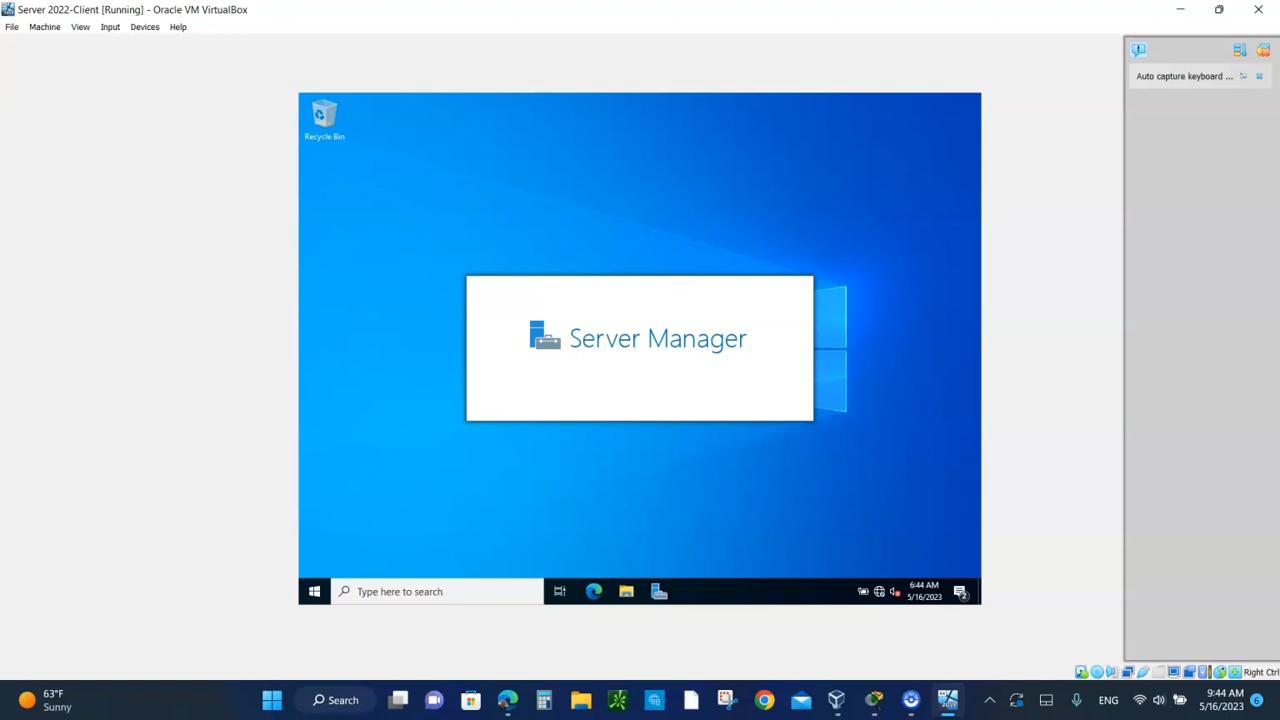 Server 2022-Client [Running] - Oracle VM VirtualBox
File Machine View Input Devices Help
Auto capture keyboard ...
Recycle Bin
Server Manager
Type here to search
6:44 AM
5/16/2023
2
Right Ctrl
63°F
Sunny
Search
ENG
9:44 AM
5/16/2023
6